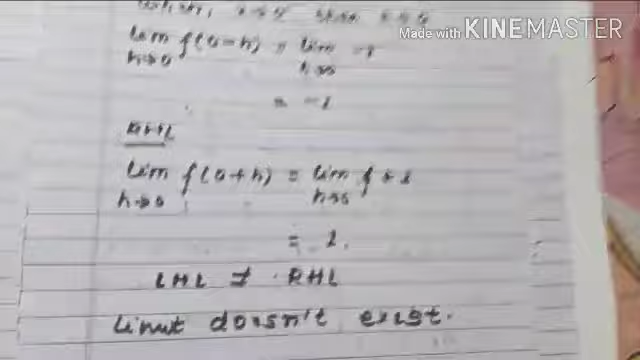 Made with KINEMASTER
lim f(0-h) = lim -1
h→0 h→0
= -1
RHL
lim f(0+h) = lim f+1
h→0 h→0
= 1.
LHL ≠ RHL
Limit doesn't exist.